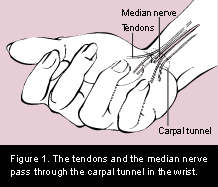 Median nerve
Tendons
Carpal tunnel
Figure 1. The tendons and the median nerve
pass through the carpal tunnel in the wrist.